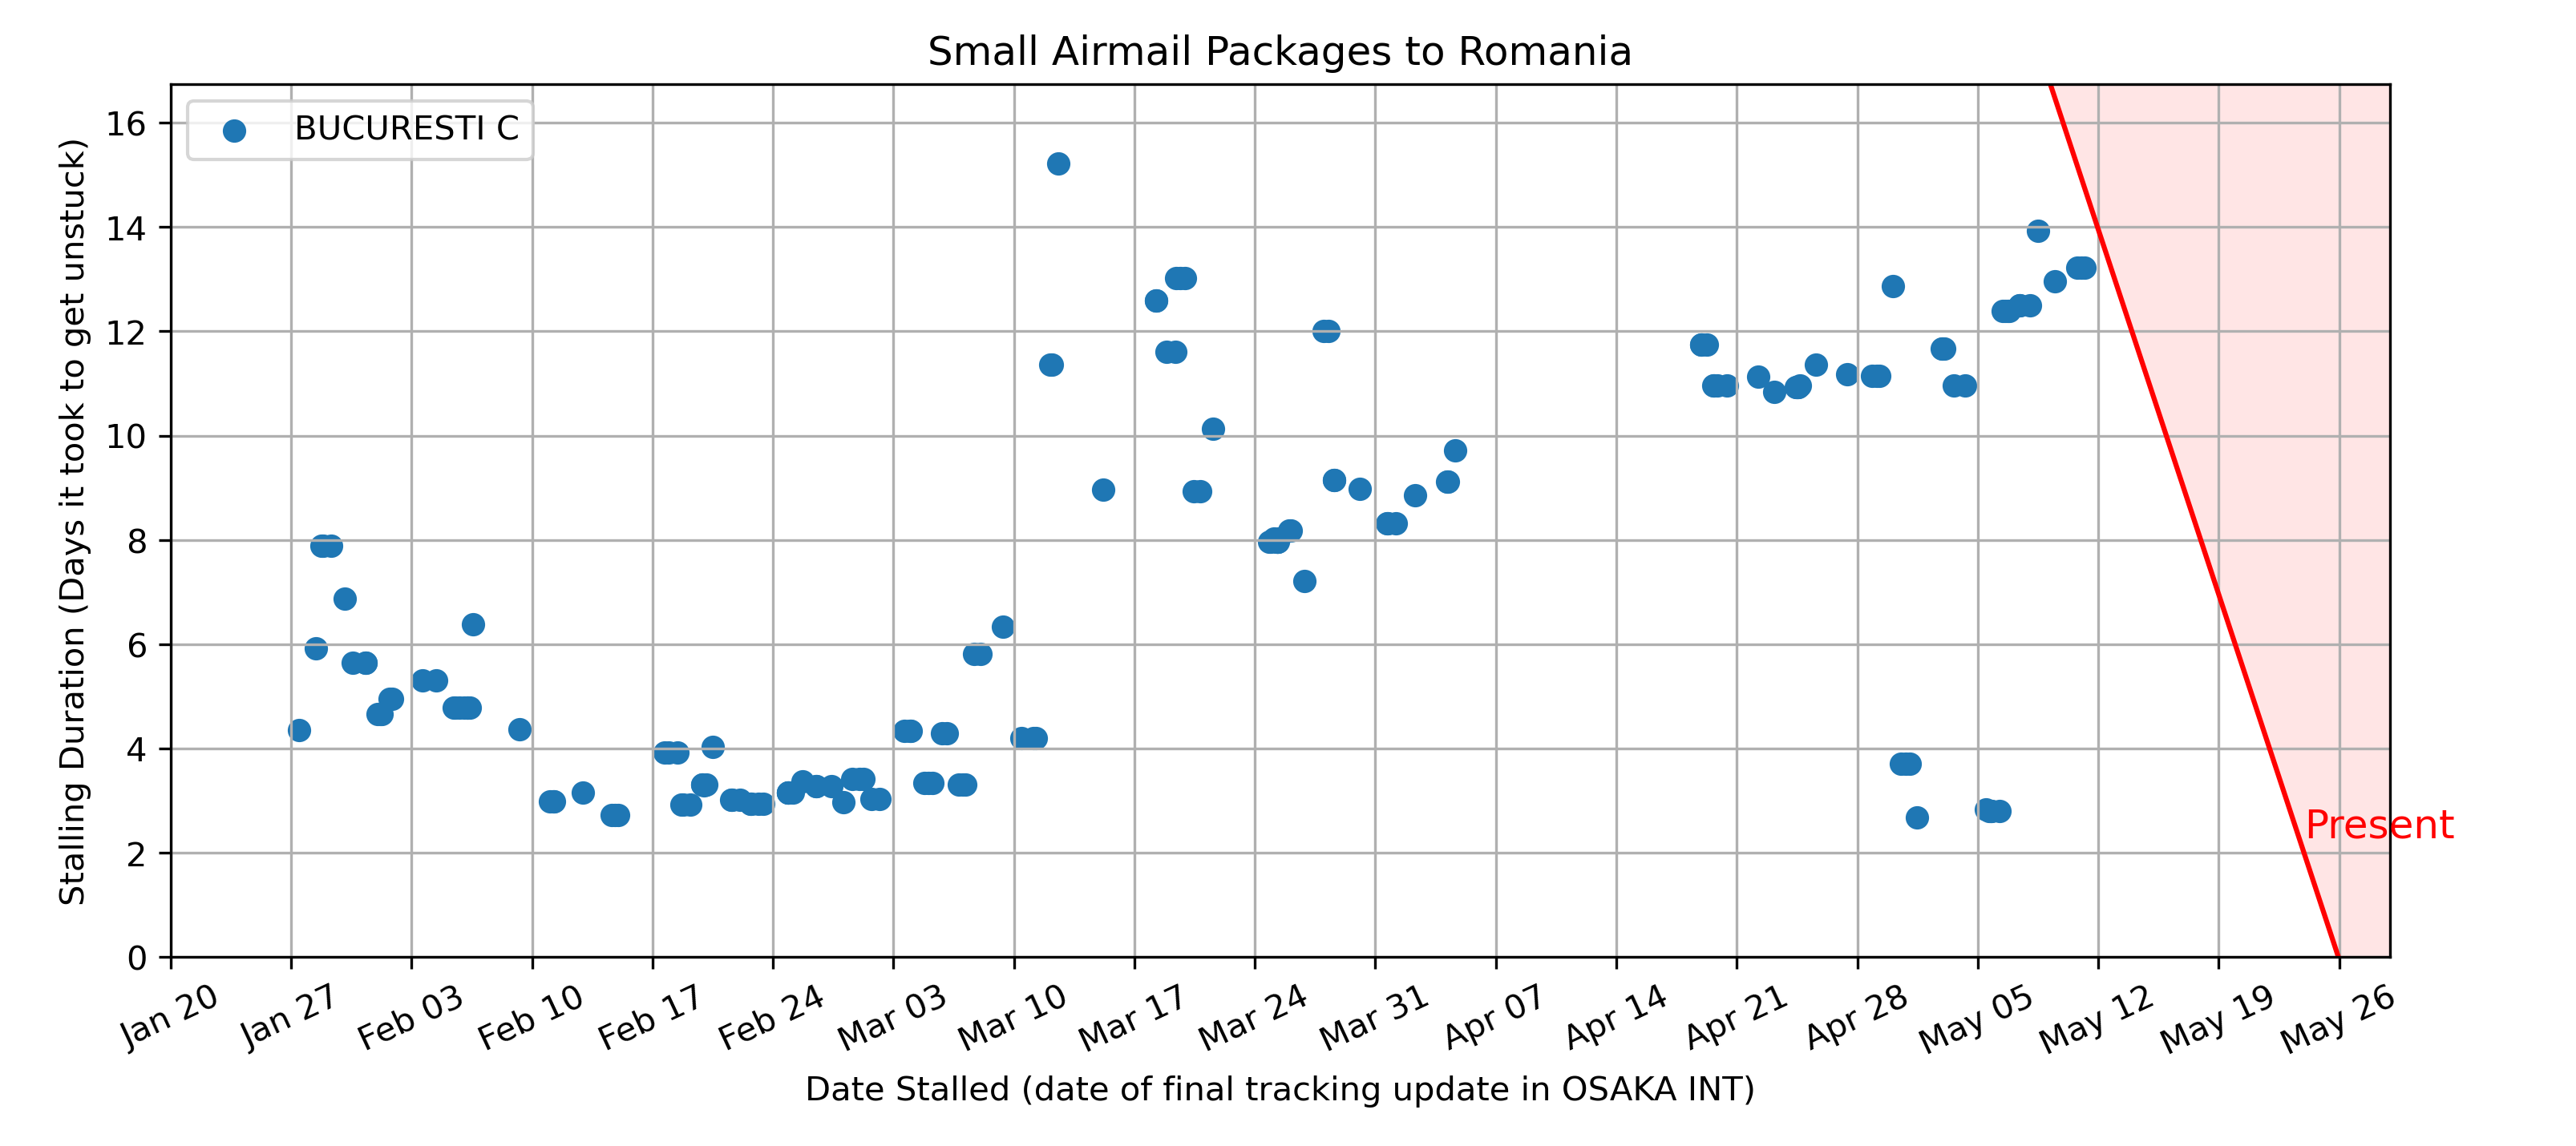 Small Airmail Packages to Romania
BUCURESTI C
Stalling Duration (Days it took to get unstuck)
16
14
12
10
8
6
4
2
0
Present
Jan 20
Jan 27
Feb 03
Feb 10
Feb 17
Feb 24
Mar 03
Mar 10
Mar 17
Mar 24
Mar 31
Apr 07
Apr 14
Apr 21
Apr 28
May 05
May 12
May 19
May 26
Date Stalled (date of final tracking update in OSAKA INT)